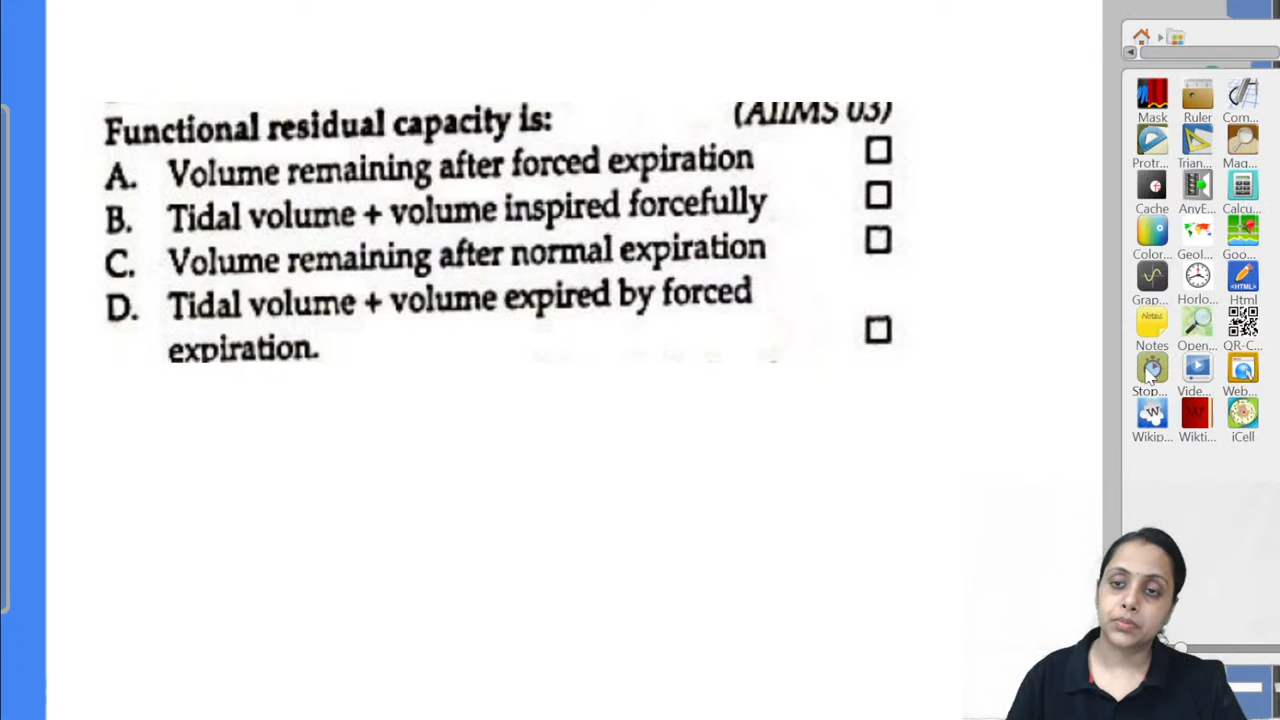 Functional residual capacity is: (AIIMS 03)
A. Volume remaining after forced expiration
B. Tidal volume + volume inspired forcefully
C. Volume remaining after normal expiration
D. Tidal volume + volume expired by forced
expiration.
Mask Ruler Com...
Protr... Trian... Mag...
Cache AnvE... Calcu...
Color... Geol... Goo...
Grap... Horlo... Html
Notes Open... QR-C...
Stop... Vide... Web...
Wikip... Wikti... iCell